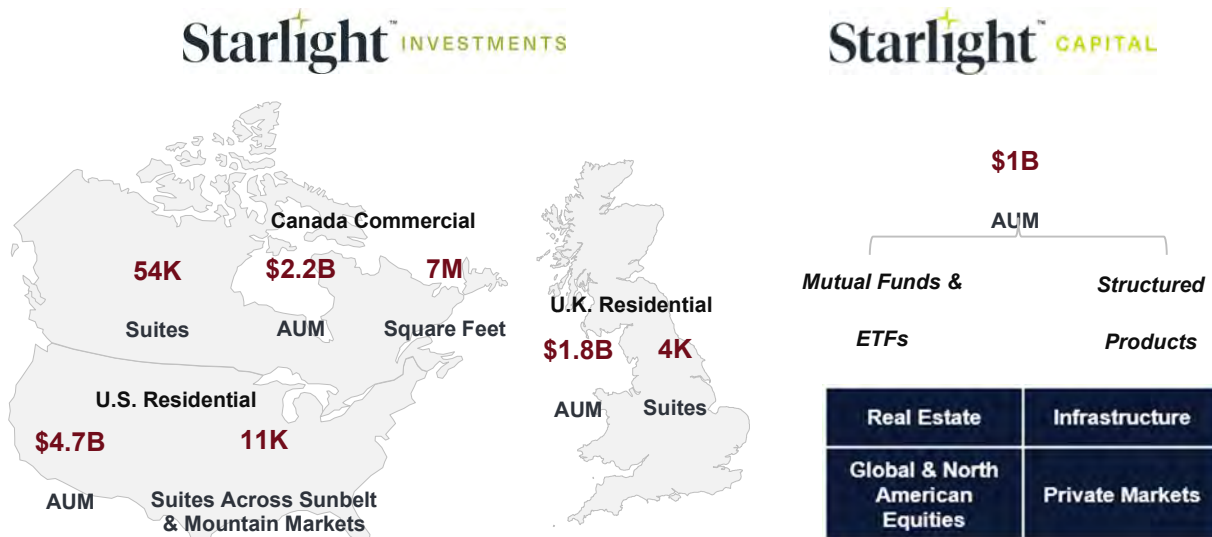 Starlight™ INVESTMENTS
Starlight™ CAPITAL
Canada Commercial
54K
$2.2B
7M
Suites
AUM
Square Feet
U.S. Residential
$4.7B
11K
AUM
Suites Across Sunbelt
& Mountain Markets
U.K. Residential
$1.8B
4K
AUM
Suites
$1B
AUM
Mutual Funds &
ETFs
Structured
Products
Real Estate
Infrastructure
Global & North
American
Equities
Private Markets